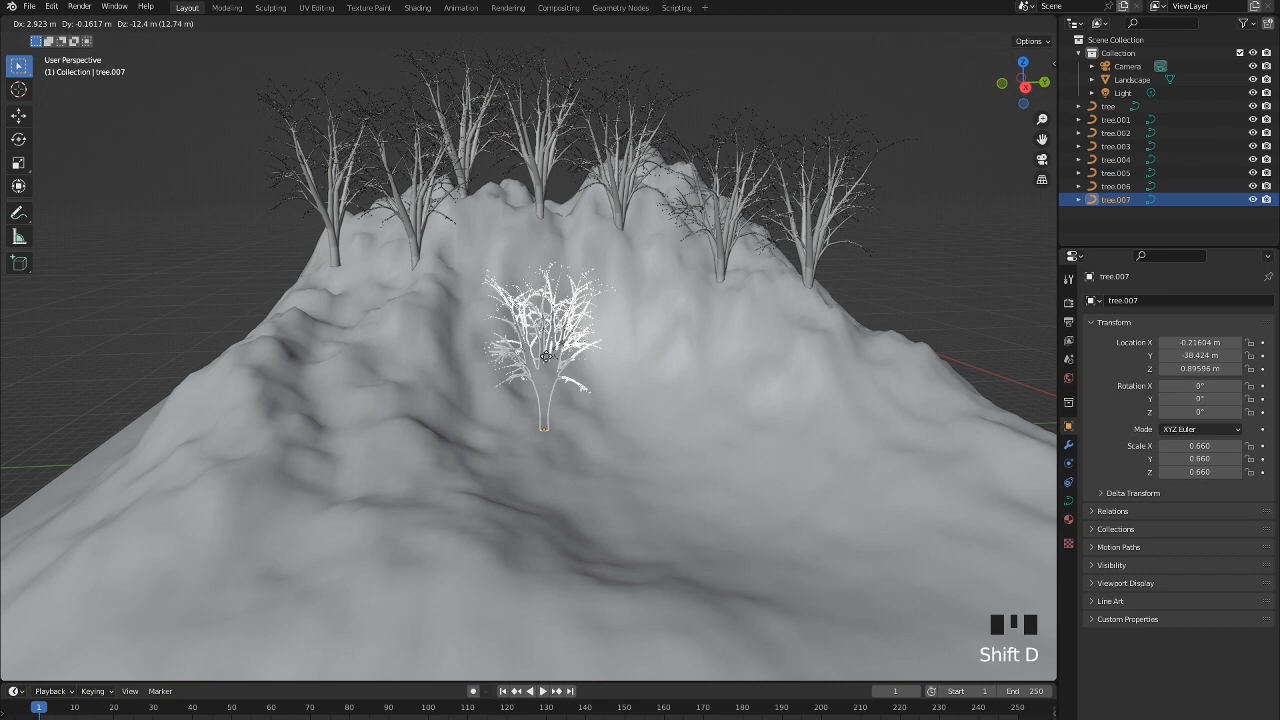 File Edit Render Window Help Layout Modeling Sculpting UV Editing Texture Paint Shading Animation Rendering Compositing Geometry Nodes Scripting + Scene ViewLayer
Dx: 2.923 m Dy: -0.1617 m Dz: -12.4 m (12.74 m)
Options
User Perspective
(1) Collection | tree.007
Z
Y
X
Scene Collection
Collection
Camera
Landscape
Light
tree
tree.001
tree.002
tree.003
tree.004
tree.005
tree.006
tree.007
tree.007
tree.007
Transform
Location X -0.21604 m
Y -38.424 m
Z 0.89596 m
Rotation X 0°
Y 0°
Z 0°
Mode XYZ Euler
Scale X 0.660
Y 0.660
Z 0.660
Delta Transform
Relations
Collections
Motion Paths
Visibility
Viewport Display
Line Art
Custom Properties
Shift D
Playback Keying View Marker 1 Start 1 End 250
1 10 20 30 40 50 60 70 80 90 100 110 120 130 140 150 160 170 180 190 200 210 220 230 240 250